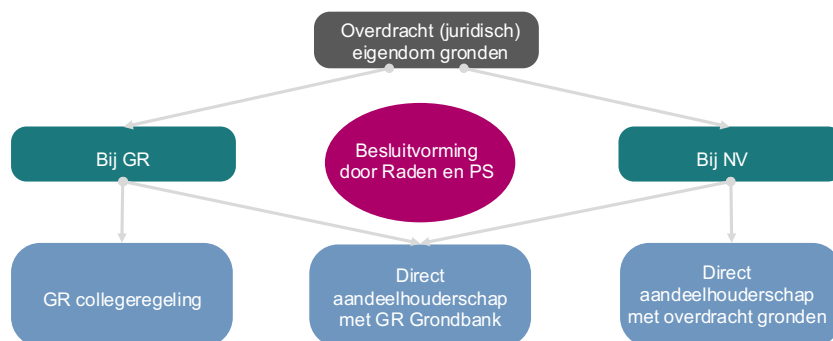 Overdracht (juridisch)
eigendom gronden
Bij GR
Besluitvorming
door Raden en PS
Bij NV
GR collegeregeling
Direct
aandeelhouderschap
met GR Grondbank
Direct
aandeelhouderschap
met overdracht gronden